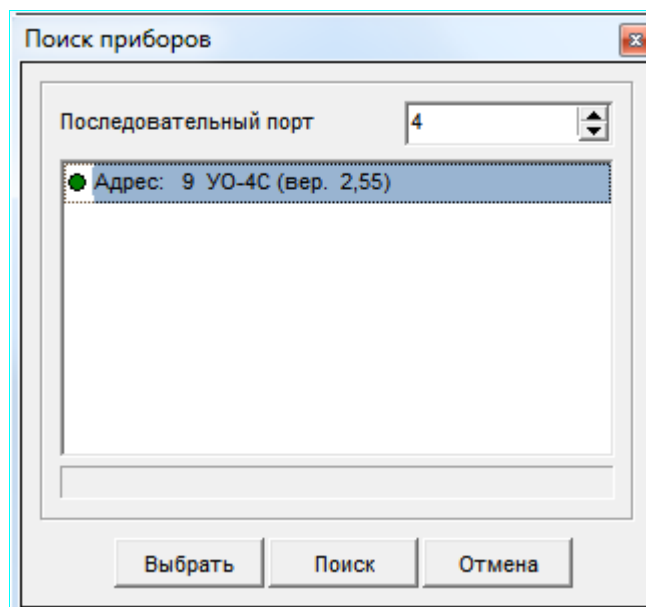 Поиск приборов
Последовательный порт 4
Адрес: 9 УО-4С (вер. 2,55)
Выбрать Поиск Отмена